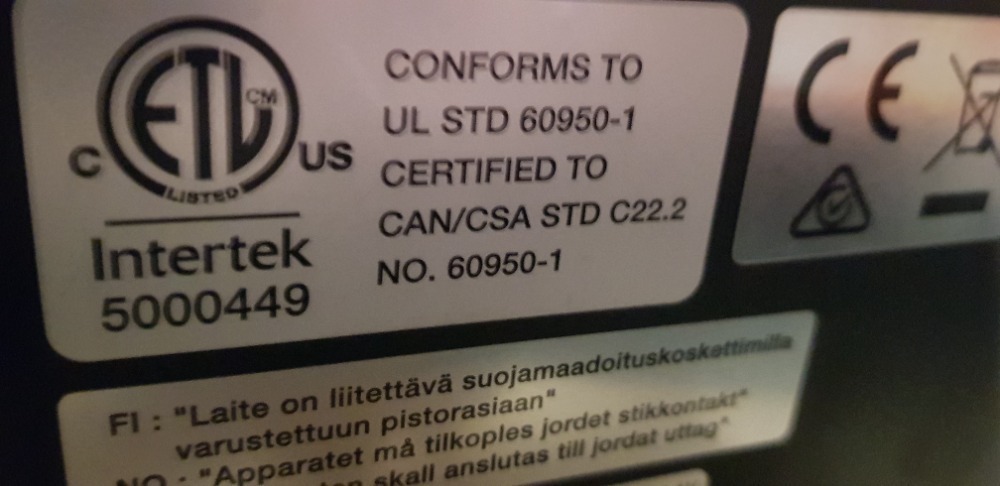 ETL CM
C US
LISTED
Intertek
5000449
CONFORMS TO
UL STD 60950-1
CERTIFIED TO
CAN/CSA STD C22.2
NO. 60950-1
CE
FI : "Laite on liitettävä suojamaadoituskoskettimilla
varustettuun pistorasiaan"
NO : "Apparatet må tilkoples jordet stikkontakt"
skall anslutas till jordat uttag"